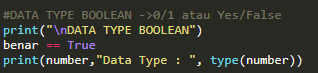 #DATA TYPE BOOLEAN ->0/1 atau Yes/False
print("\nDATA TYPE BOOLEAN")
benar == True
print(number,"Data Type : ", type(number))